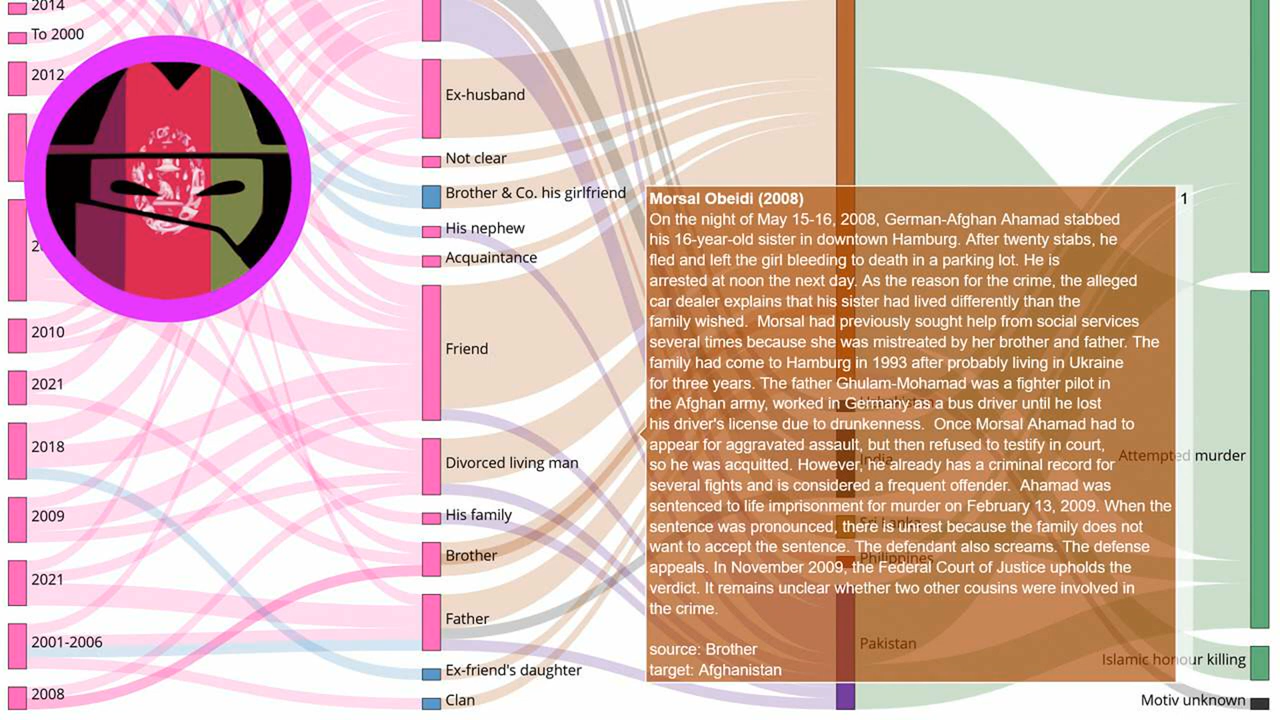 2014
To 2000
2012
2010
2021
2018
2009
2021
2001-2006
2008
Ex-husband
Not clear
Brother & Co. his girlfriend
His nephew
Acquaintance
Friend
Divorced living man
His family
Brother
Father
Ex-friend's daughter
Clan
Morsal Obeidi (2008)
1
On the night of May 15-16, 2008, German-Afghan Ahamad stabbed
his 16-year-old sister in downtown Hamburg. After twenty stabs, he
fled and left the girl bleeding to death in a parking lot. He is
arrested at noon the next day. As the reason for the crime, the alleged
car dealer explains that his sister had lived differently than the
family wished.  Morsal had previously sought help from social services
several times because she was mistreated by her brother and father. The
family had come to Hamburg in 1993 after probably living in Ukraine
for three years. The father Ghulam-Mohamad was a fighter pilot in
the Afghan army, worked in Germany as a bus driver until he lost
his driver's license due to drunkenness.  Once Morsal Ahamad had to
appear for aggravated assault, but then refused to testify in court,
so he was acquitted. However, he already has a criminal record for
several fights and is considered a frequent offender.  Ahamad was
sentenced to life imprisonment for murder on February 13, 2009. When the
sentence was pronounced, there is unrest because the family does not
want to accept the sentence. The defendant also screams. The defense
appeals. In November 2009, the Federal Court of Justice upholds the
verdict. It remains unclear whether two other cousins were involved in
the crime.
source: Brother
target: Afghanistan
India
Sri Lanka
Philippines
Pakistan
Attempted murder
Islamic honour killing
Motiv unknown